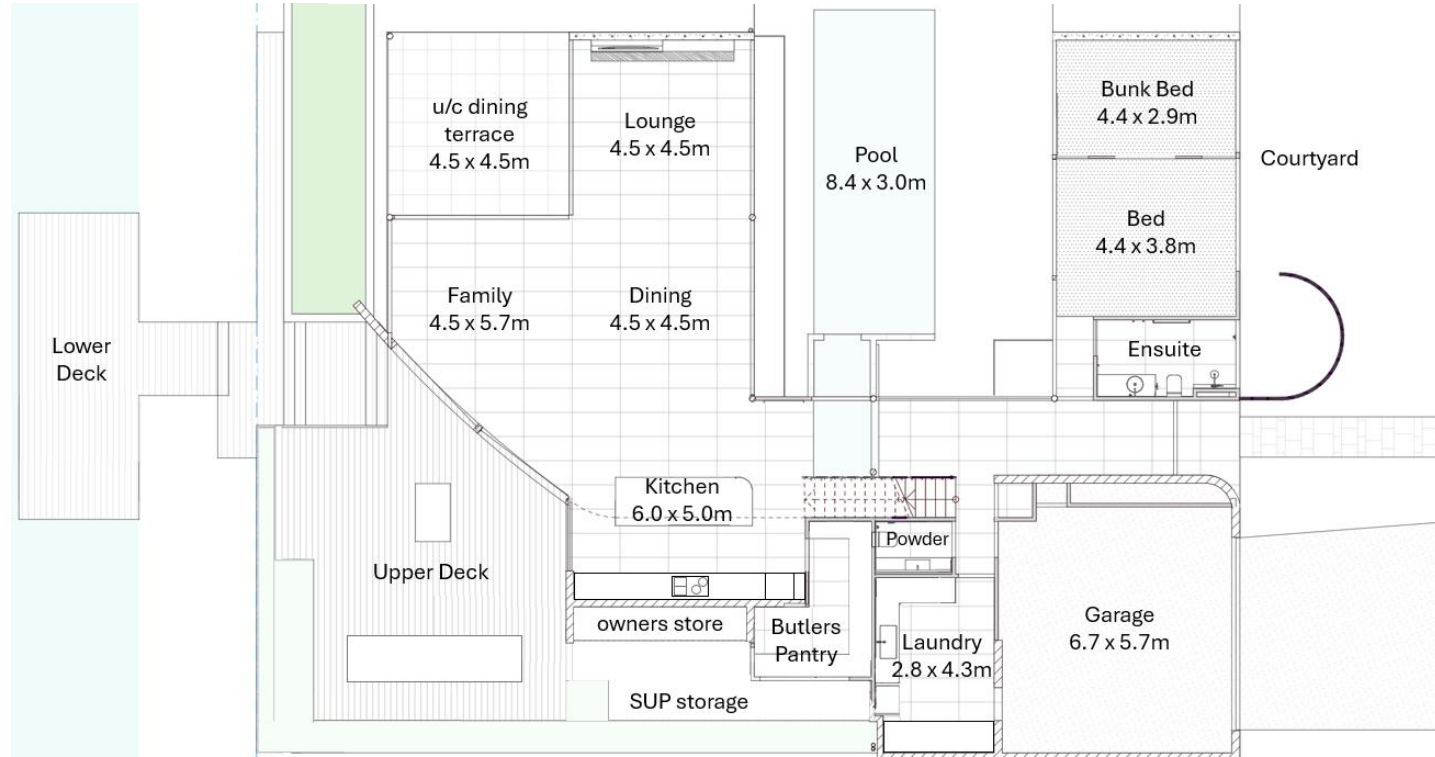 u/c dining
terrace
4.5 x 4.5m
Lounge
4.5 x 4.5m
Pool
8.4 x 3.0m
Bunk Bed
4.4 x 2.9m
Courtyard
Bed
4.4 x 3.8m
Family
4.5 x 5.7m
Dining
4.5 x 4.5m
Lower
Deck
Ensuite
Kitchen
6.0 x 5.0m
Powder
Upper Deck
owners store
Butlers
Pantry
Laundry
2.8 x 4.3m
Garage
6.7 x 5.7m
SUP storage